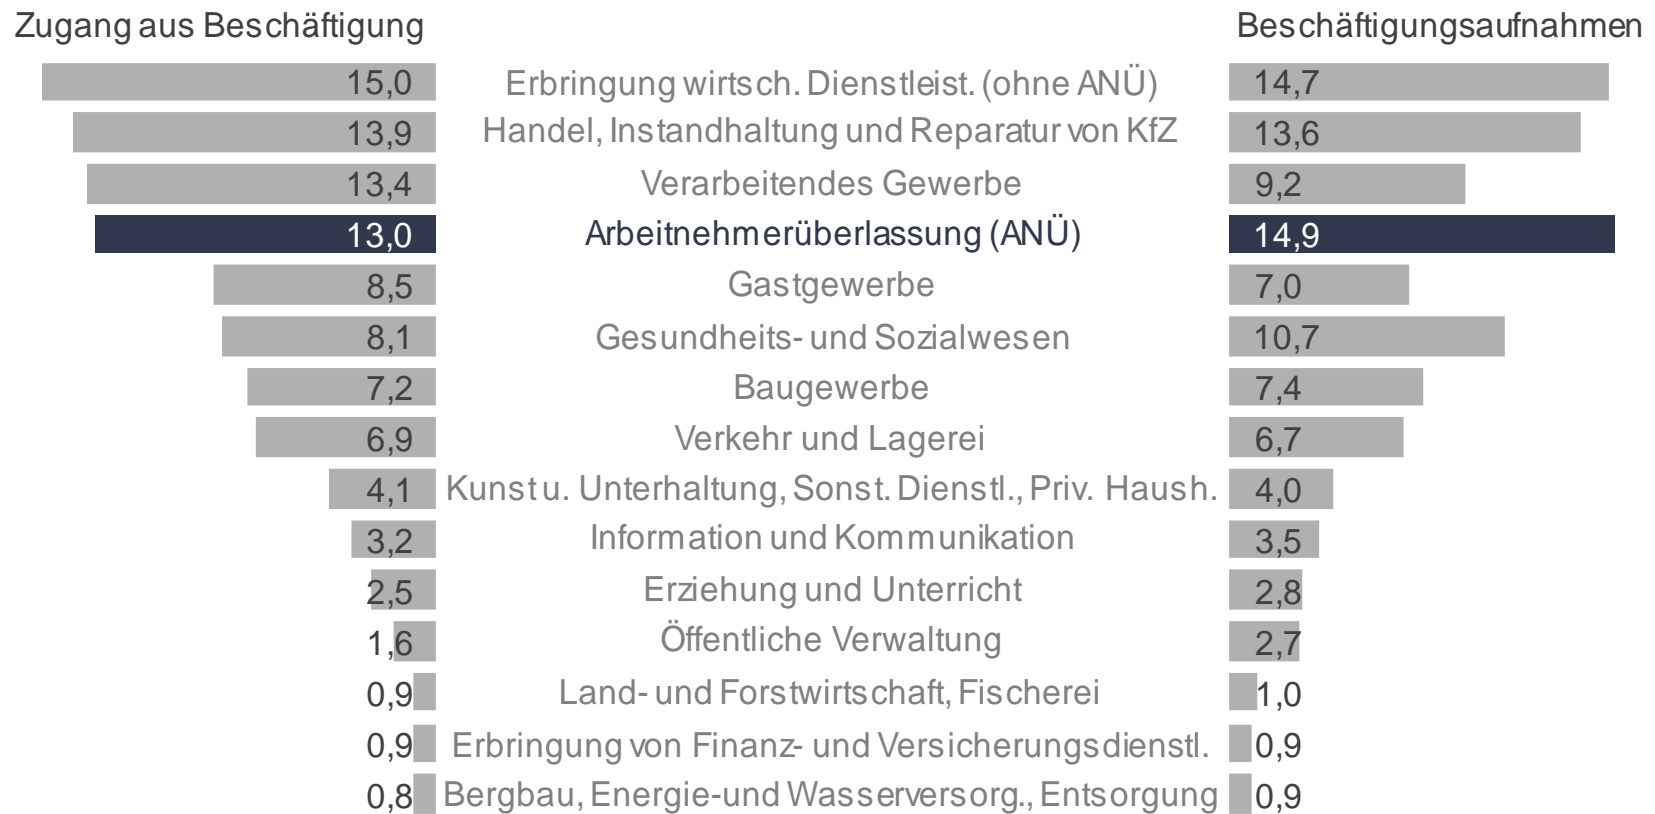 Zugang aus Beschäftigung Beschäftigungsaufnahmen
15,0 Erbringung wirtsch. Dienstleist. (ohne ANÜ) 14,7
13,9 Handel, Instandhaltung und Reparatur von KfZ 13,6
13,4 Verarbeitendes Gewerbe 9,2
13,0 Arbeitnehmerüberlassung (ANÜ) 14,9
8,5 Gastgewerbe 7,0
8,1 Gesundheits- und Sozialwesen 10,7
7,2 Baugewerbe 7,4
6,9 Verkehr und Lagerei 6,7
4,1 Kunst u. Unterhaltung, Sonst. Dienstl., Priv. Haush. 4,0
3,2 Information und Kommunikation 3,5
2,5 Erziehung und Unterricht 2,8
1,6 Öffentliche Verwaltung 2,7
0,9 Land- und Forstwirtschaft, Fischerei 1,0
0,9 Erbringung von Finanz- und Versicherungsdienstl. 0,9
0,8 Bergbau, Energie-und Wasserversorg., Entsorgung 0,9